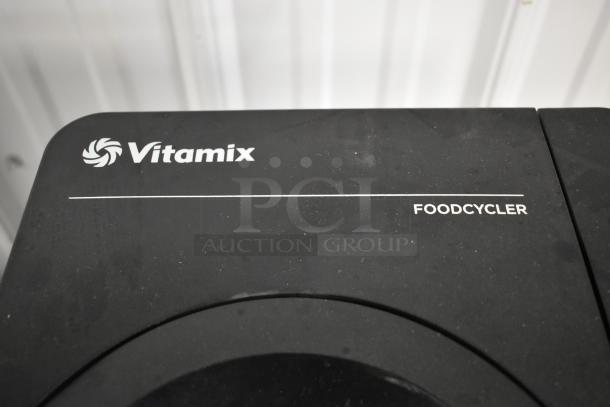 Vitamix
FOODCYCLER
PCI
AUCTION GROUP